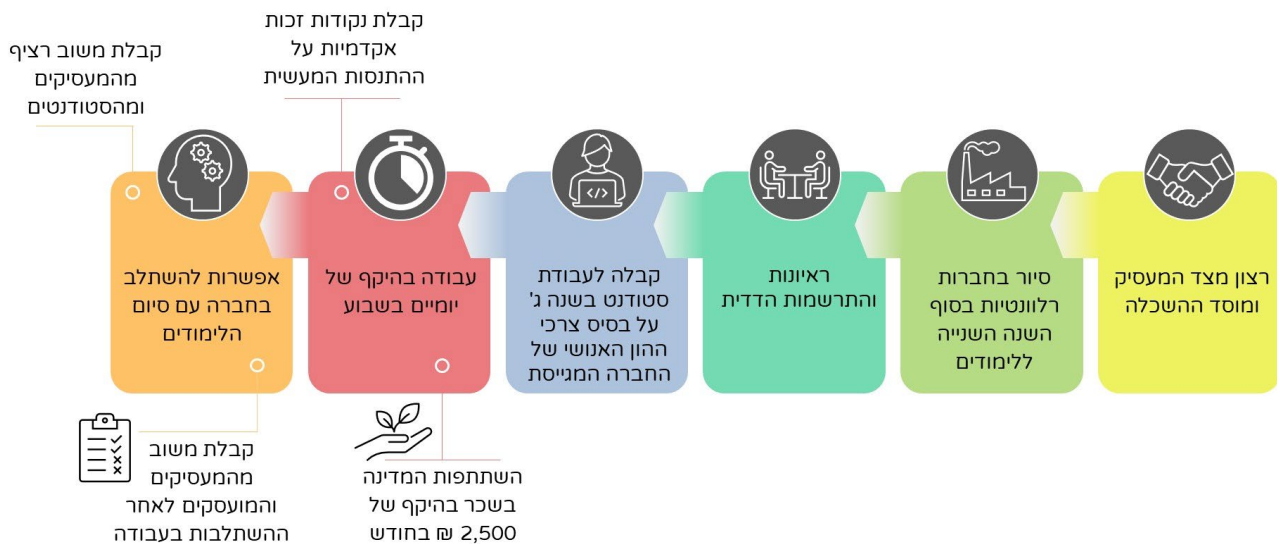 רצון מצד המעסיק
ומוסד ההשכלה
סיור בחברות
רלוונטיות בסוף
השנה השנייה
ללימודים
ראיונות
והתרשמות הדדית
קבלה לעבודת
סטודנט בשנה ג'
על בסיס צרכי
ההון האנושי של
החברה המגייסת
</>
קבלת נקודות זכות
אקדמיות על
ההתנסות המעשית
עבודה בהיקף של
יומיים בשבוע
השתתפות המדינה
בשכר בהיקף של
2,500 ₪ בחודש
קבלת משוב רציף
מהמעסיקים
ומהסטודנטים
אפשרות להשתלב
בחברה עם סיום
הלימודים
קבלת משוב
מהמעסיקים
והמועסקים לאחר
ההשתלבות בעבודה